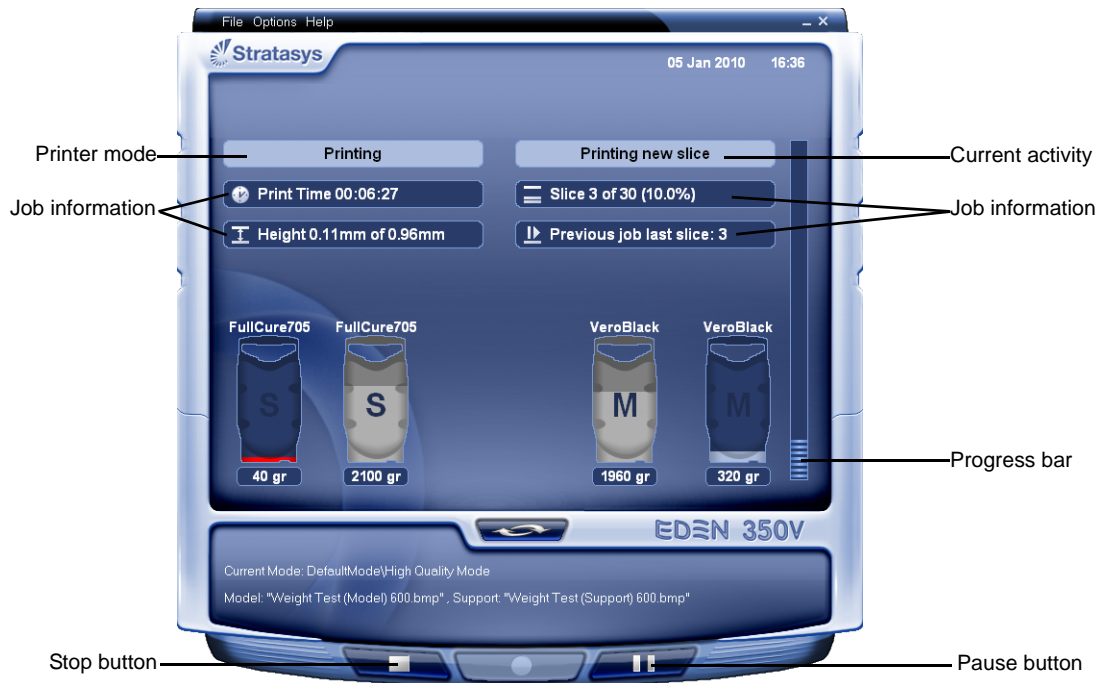 File Options Help
Stratasys
05 Jan 2010 16:36
Printer mode
Printing
Printing new slice
Current activity
Job information
Print Time 00:06:27
Slice 3 of 30 (10.0%)
Job information
Height 0.11mm of 0.96mm
Previous job last slice: 3
FullCure705 FullCure705 VeroBlack VeroBlack
S S M M
40 gr 2100 gr 1960 gr 320 gr
Progress bar
EDEN 350V
Current Mode: DefaultMode\High Quality Mode
Model: "Weight Test (Model) 600.bmp" , Support: "Weight Test (Support) 600.bmp"
Stop button
Pause button